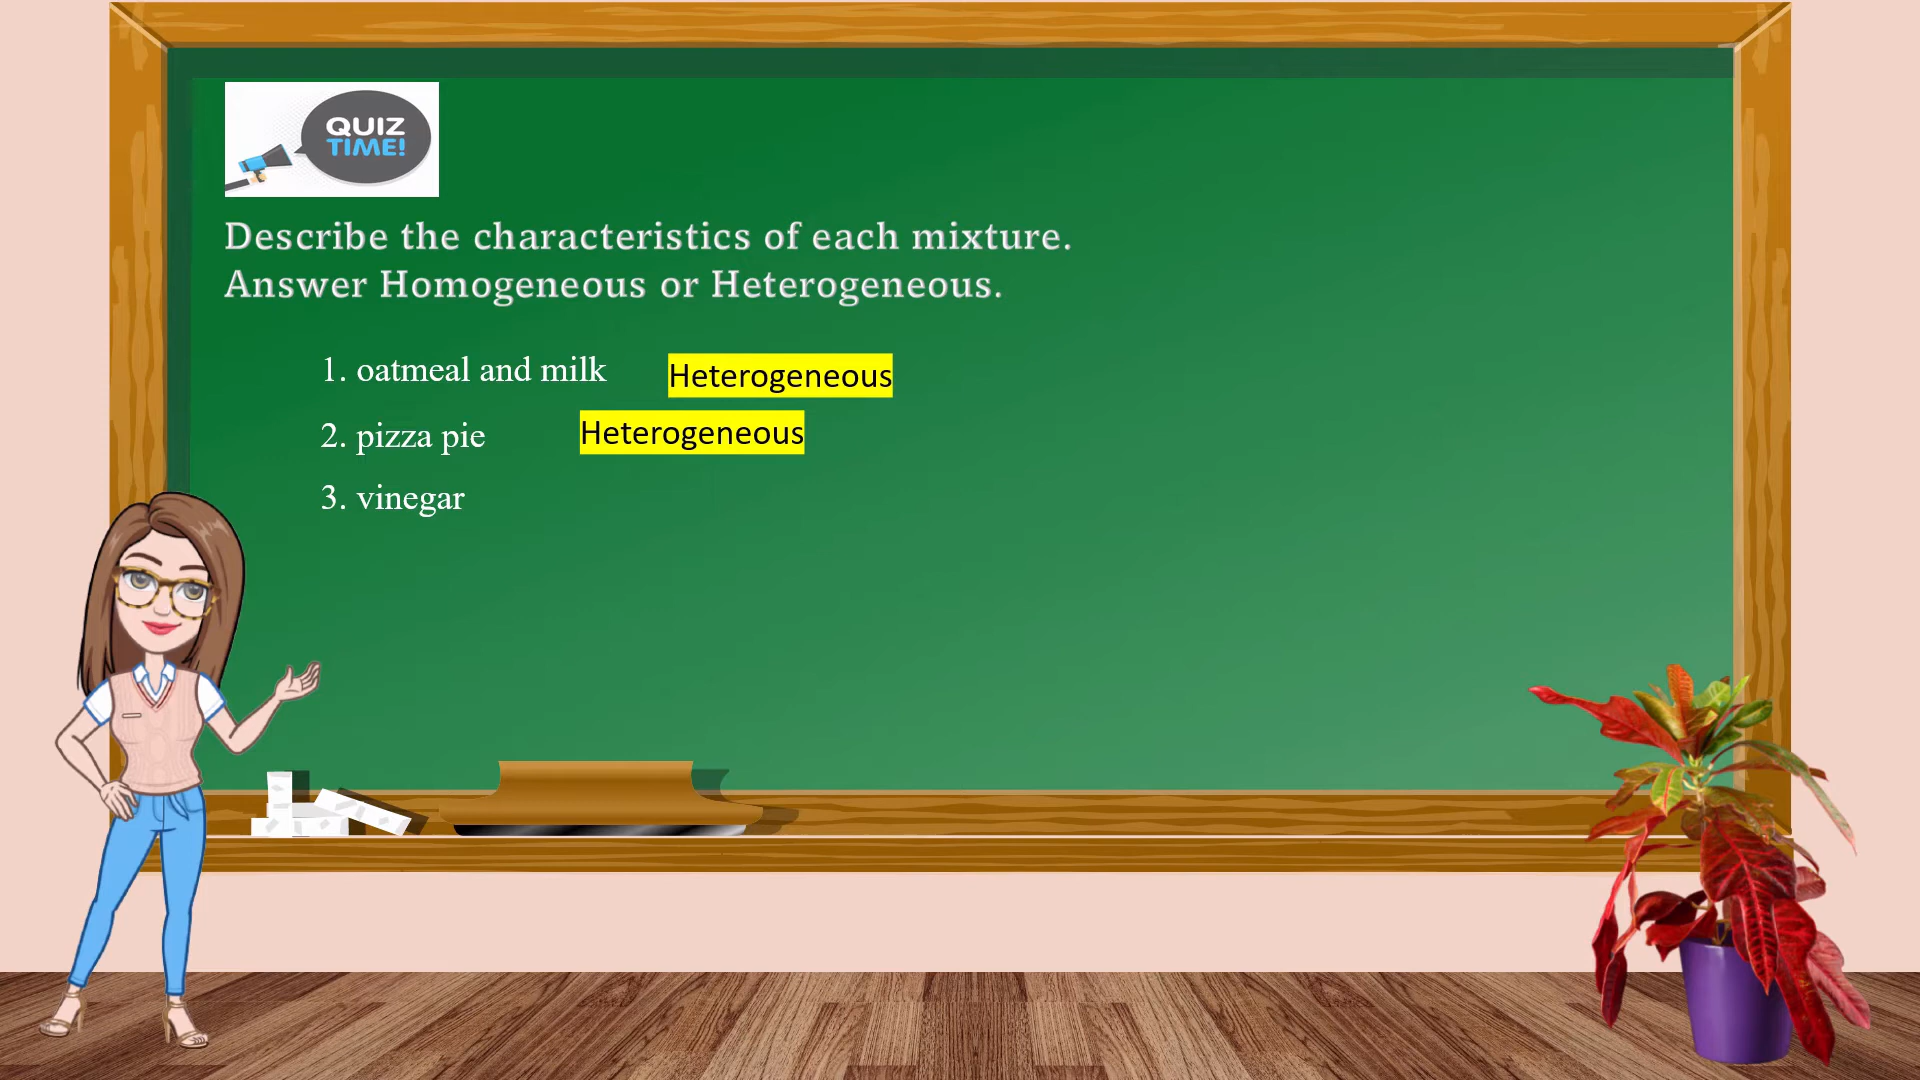 QUIZ
TIME!
Describe the characteristics of each mixture.
Answer Homogeneous or Heterogeneous.
1. oatmeal and milk Heterogeneous
2. pizza pie Heterogeneous
3. vinegar